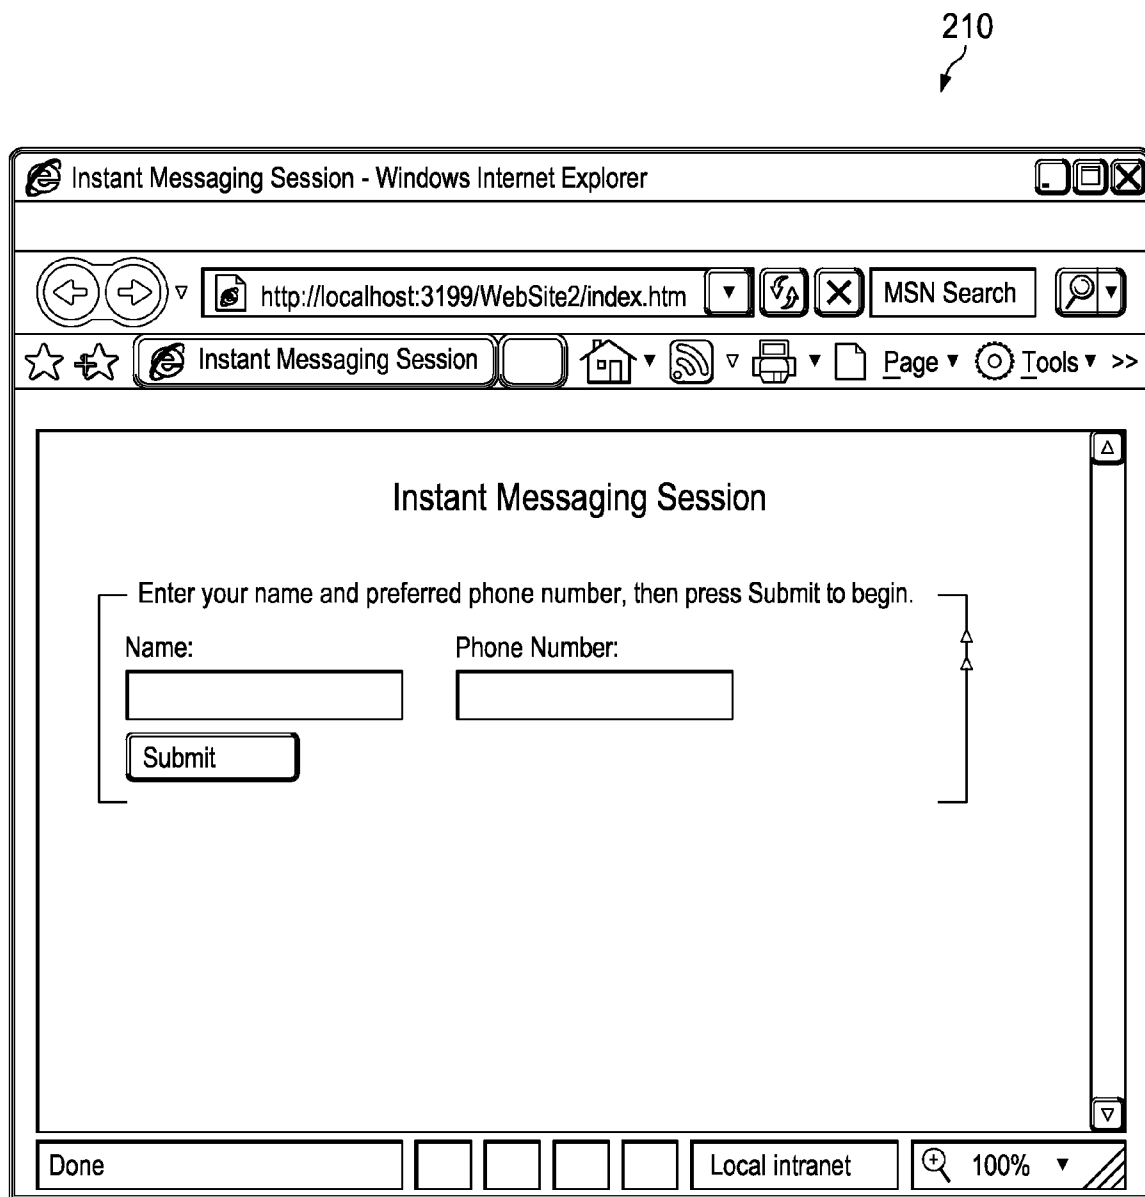 210
Instant Messaging Session - Windows Internet Explorer
http://localhost:3199/WebSite2/index.htm MSN Search
Instant Messaging Session Page Tools >>
Instant Messaging Session
Enter your name and preferred phone number, then press Submit to begin.
Name: Phone Number:
Submit
Done Local intranet 100%